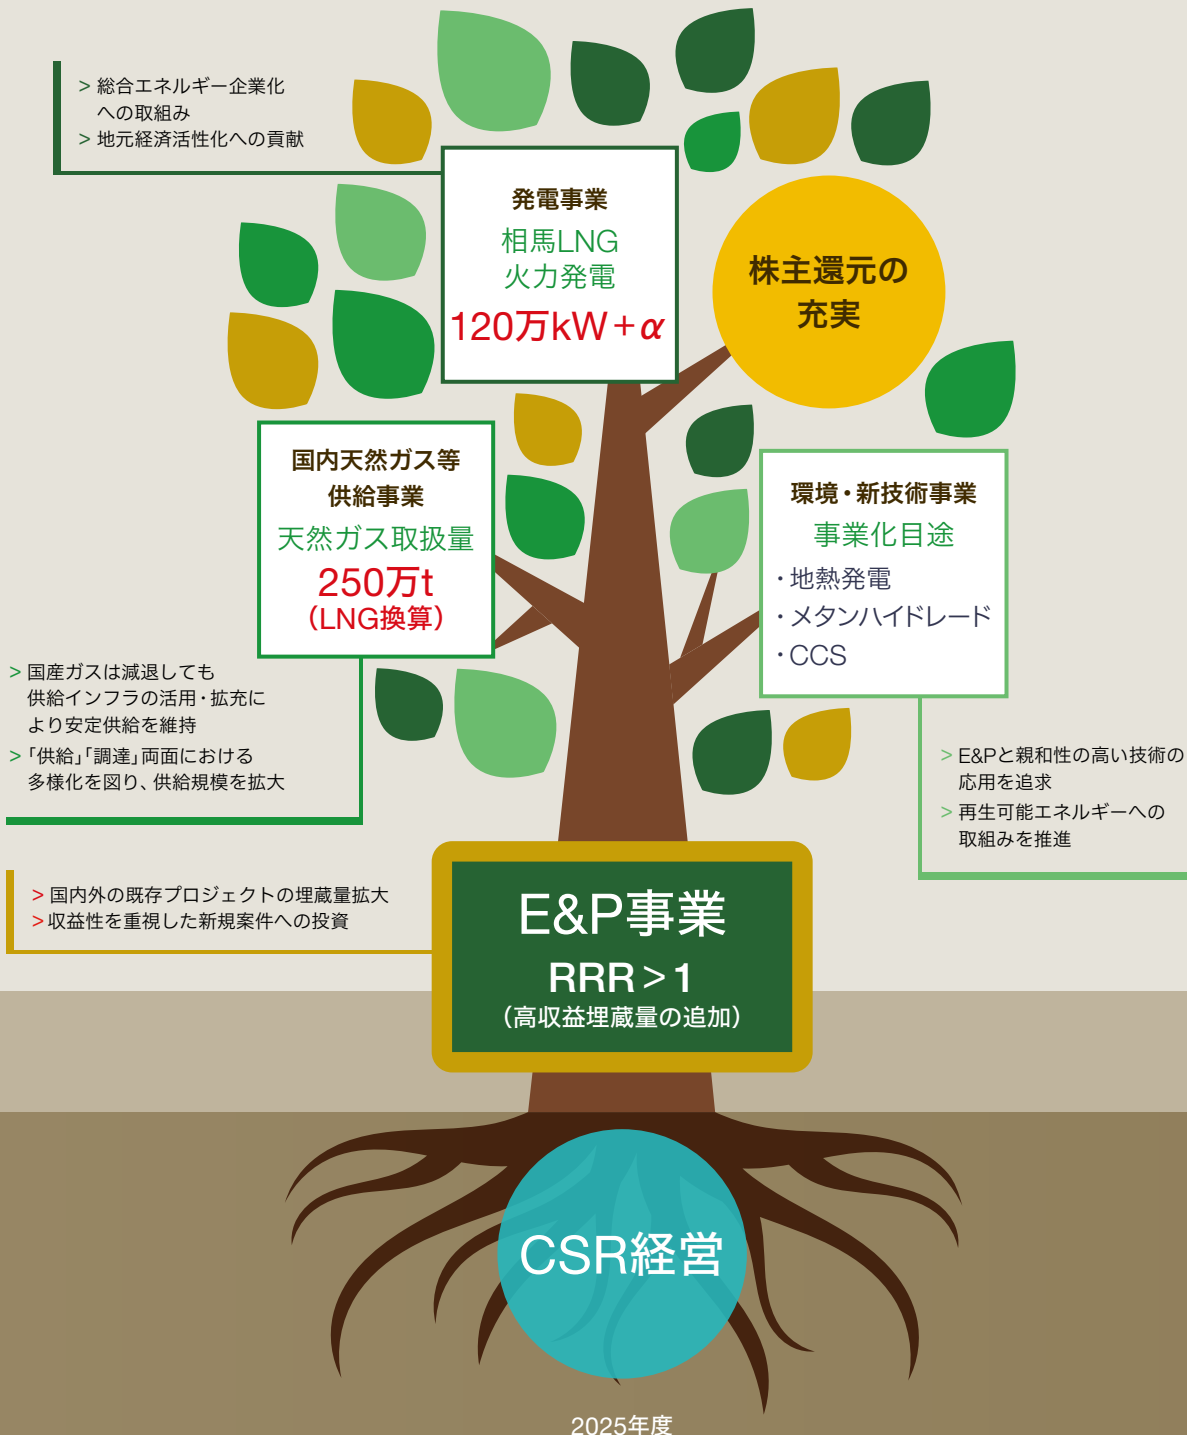 > 総合エネルギー企業化
への取組み
> 地元経済活性化への貢献
発電事業
相馬LNG
火力発電
120万kW+α
株主還元の
充実
国内天然ガス等
供給事業
天然ガス取扱量
250万t
(LNG換算)
環境・新技術事業
事業化目途
・地熱発電
・メタンハイドレード
・CCS
> 国産ガスは減退しても
供給インフラの活用・拡充に
より安定供給を維持
> 「供給」「調達」両面における
多様化を図り、供給規模を拡大
> E&Pと親和性の高い技術の
応用を追求
> 再生可能エネルギーへの
取組みを推進
> 国内外の既存プロジェクトの埋蔵量拡大
> 収益性を重視した新規案件への投資
E&P事業
RRR>1
(高収益埋蔵量の追加)
CSR経営
2025年度